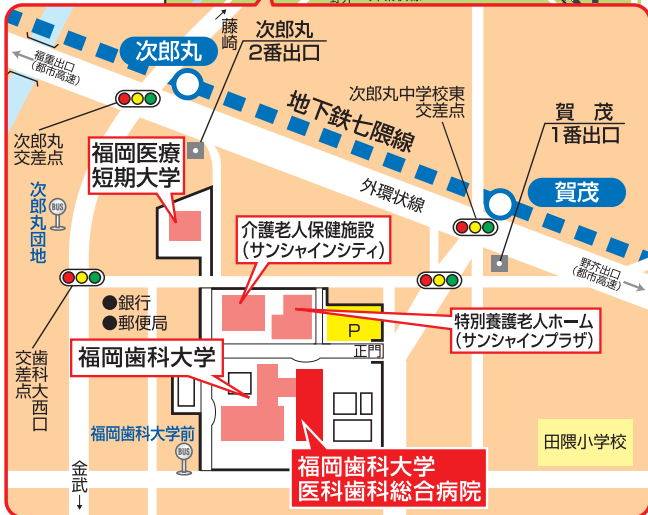 藤崎
次郎丸
2番出口
次郎丸
福重出口
(都市高速)
次郎丸中学校東
交差点
地下鉄七隈線
賀茂
1番出口
次郎丸
交差点
福岡医療
短期大学
外環状線
賀茂
次郎丸団地
BUS
介護老人保健施設
(サンシャインシティ)
野芥出口
(都市高速)
●銀行
●郵便局
P
特別養護老人ホーム
(サンシャインプラザ)
正門
福岡歯科大学
歯科大西口
交差点
福岡歯科大学前
BUS
田隈小学校
福岡歯科大学
医科歯科総合病院
金武